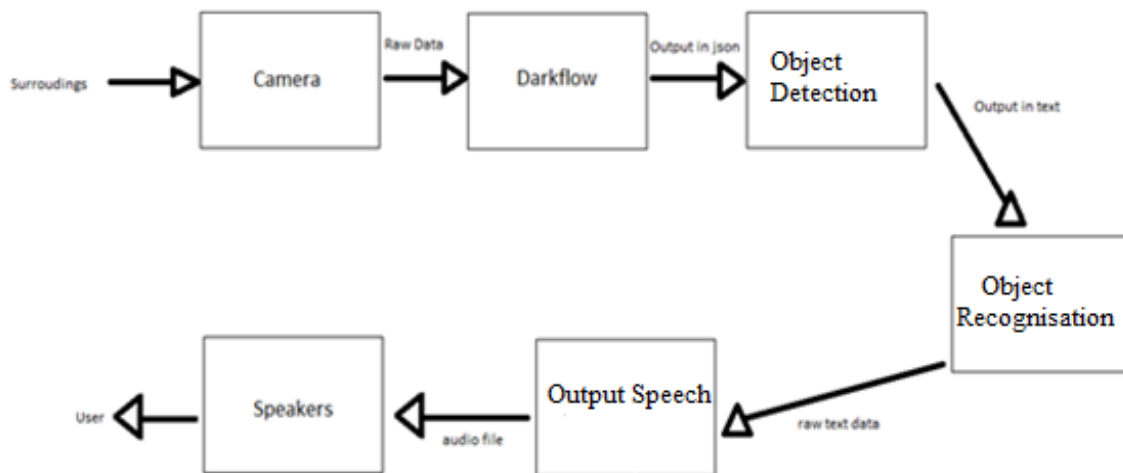 Surroudings
Camera
Raw Data
Darkflow
Output in json
Object
Detection
Output in text
Object
Recognisation
raw text data
Output Speech
audio file
Speakers
User